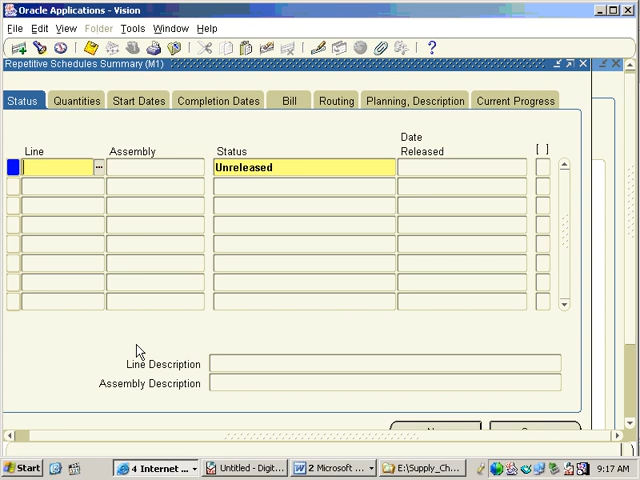 Oracle Applications - Vision
File Edit View Folder Tools Window Help
Repetitive Schedules Summary (M1)
Status Quantities Start Dates Completion Dates Bill Routing Planning, Description Current Progress
Date
Line Assembly Status Released [ ]
Unreleased
Line Description
Assembly Description
Start 4 Internet ... Untitled - Digit... 2 Microsoft ... E:\Supply_Ch... 9:17 AM